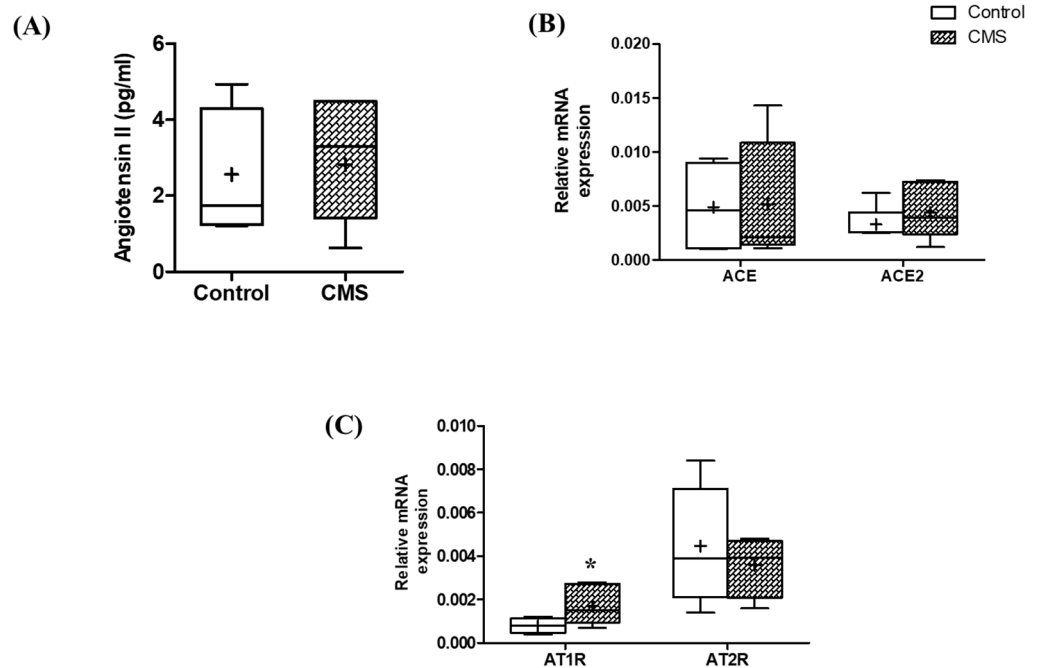 (A)
Angiotensin II (pg/ml)
6
4
2
0
Control
CMS
(B)
Control
CMS
Relative mRNA
expression
0.020
0.015
0.010
0.005
0.000
ACE
ACE2
(C)
Relative mRNA
expression
0.010
0.008
0.006
0.004
0.002
0.000
*
AT1R
AT2R